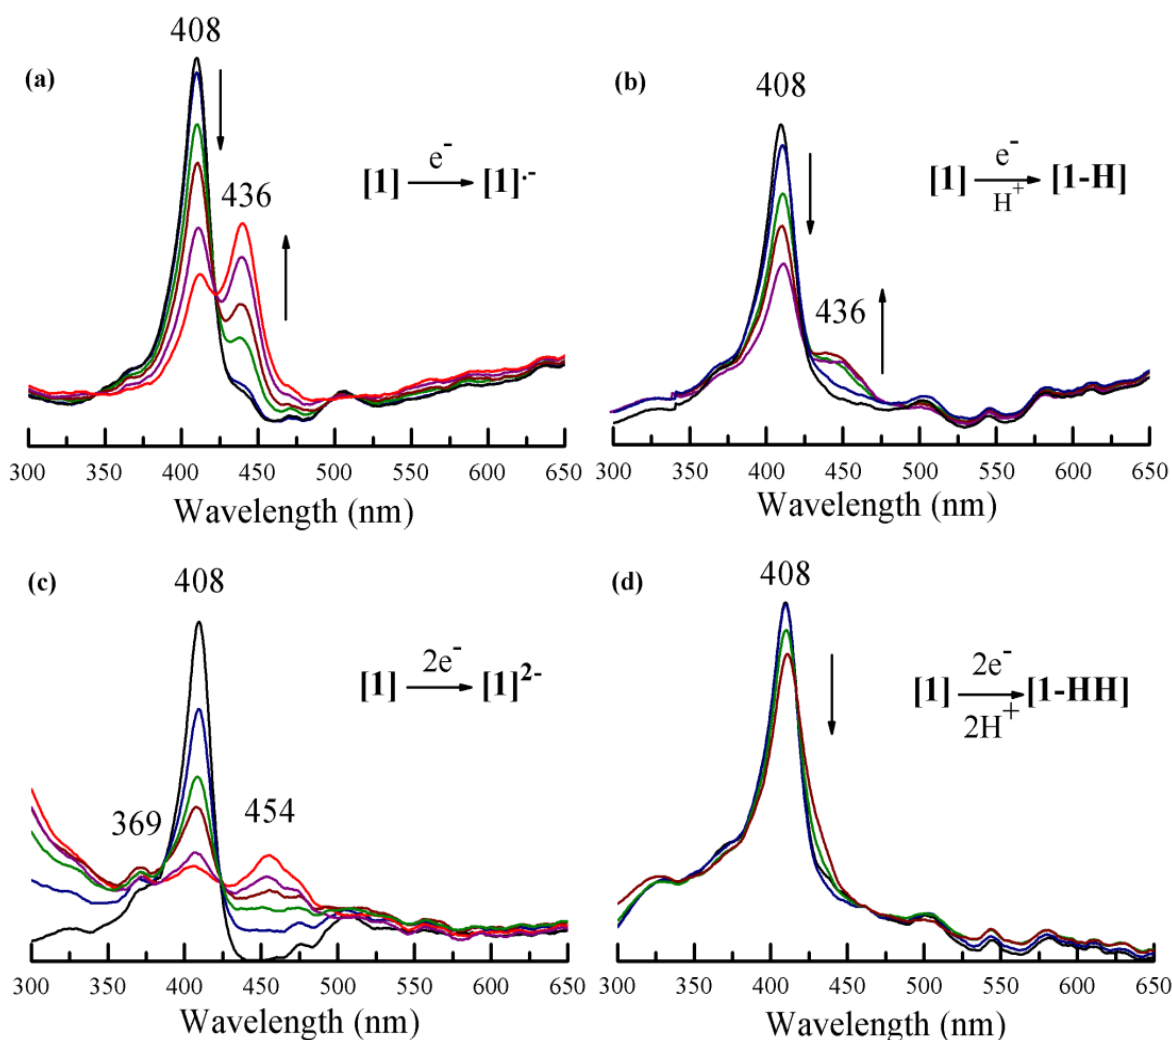 (a)
408
436
[1] e⁻ → [1]·⁻
300 350 400 450 500 550 600 650
Wavelength (nm)
(b)
408
436
[1] e⁻ → H⁺ [1-H]
300 350 400 450 500 550 600 650
Wavelength (nm)
(c)
408
369
454
[1] 2e⁻ → [1]²⁻
300 350 400 450 500 550 600 650
Wavelength (nm)
(d)
408
[1] 2e⁻ → 2H⁺ [1-HH]
300 350 400 450 500 550 600 650
Wavelength (nm)